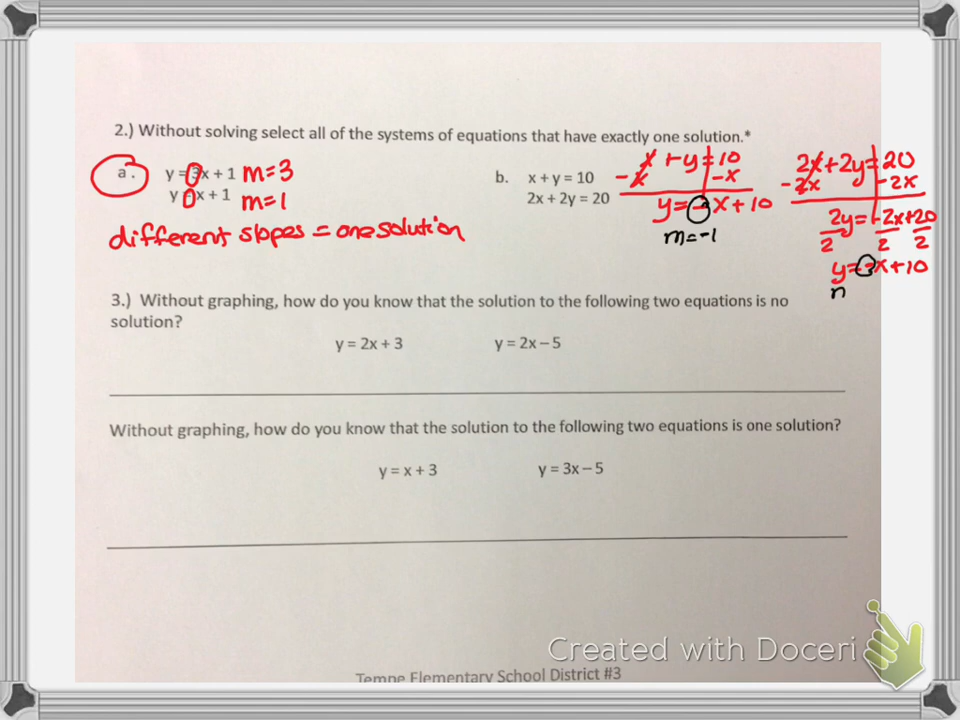 2.) Without solving select all of the systems of equations that have exactly one solution.*
a. y = 3x + 1 m=3
y = x + 1 m=1
different slopes = one solution
b. x + y = 10
2x + 2y = 20
x + y = 10
-x -x
y = -1x + 10
m=-1
2x + 2y = 20
-2x -2x
2y = -2x + 20
2 2 2
y = -1x + 10
3.) Without graphing, how do you know that the solution to the following two equations is no
solution?
y = 2x + 3 y = 2x – 5
Without graphing, how do you know that the solution to the following two equations is one solution?
y = x + 3 y = 3x – 5
Created with Doceri
Tempe Elementary School District #3